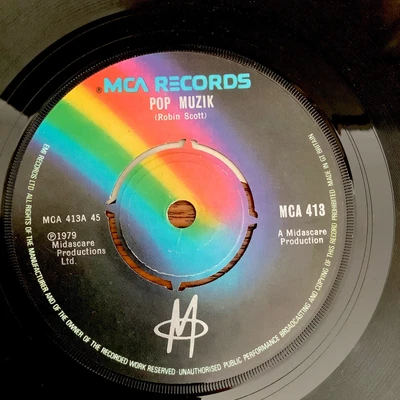 ® MCA RECORDS
POP MUZIK
(Robin Scott)
MCA 413A 45
℗1979
Midascare
Productions
Ltd.
MCA 413
A Midascare
Production
M
EMI RECORDS LTD. ALL RIGHTS OF THE MANUFACTURER AND OF THE OWNER OF THE RECORDED WORK RESERVED · UNAUTHORISED PUBLIC PERFORMANCE BROADCASTING AND COPYING OF THIS RECORD PROHIBITED MADE IN GT BRITAIN